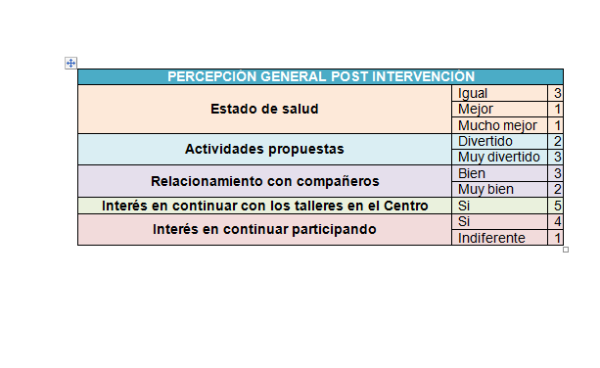 PERCEPCIÓN GENERAL POST INTERVENCIÓN
Estado de salud
Igual 3
Mejor 1
Mucho mejor 1
Actividades propuestas
Divertido 2
Muy divertido 3
Relacionamiento con compañeros
Bien 3
Muy bien 2
Interés en continuar con los talleres en el Centro
Si 5
Interés en continuar participando
Si 4
Indiferente 1